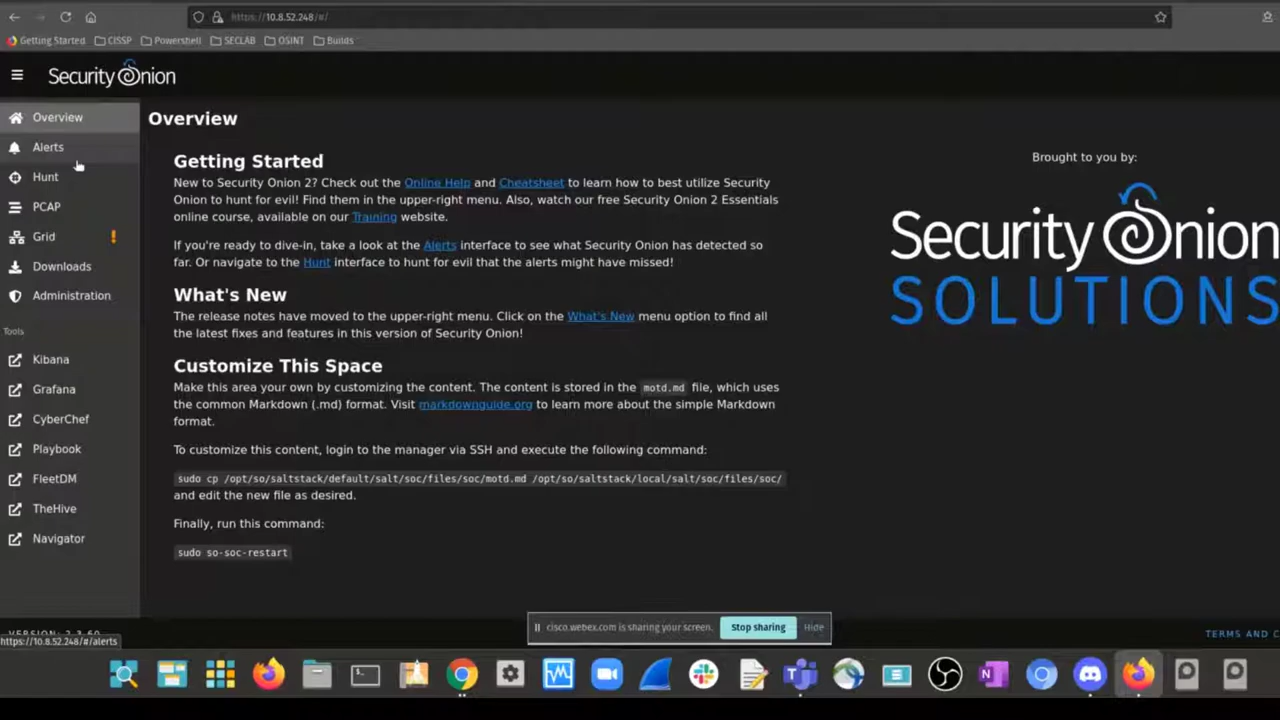 https://10.8.52.248/#/
Getting Started CISSP Powershell SECLAB OSINT Builds
Security Onion
Overview
Alerts
Hunt
PCAP
Grid
Downloads
Administration
Tools
Kibana
Grafana
CyberChef
Playbook
FleetDM
TheHive
Navigator
https://10.8.52.248/#/alerts
Overview
Getting Started
New to Security Onion 2? Check out the Online Help and Cheatsheet to learn how to best utilize Security
Onion to hunt for evil! Find them in the upper-right menu. Also, watch our free Security Onion 2 Essentials
online course, available on our Training website.
If you're ready to dive-in, take a look at the Alerts interface to see what Security Onion has detected so
far. Or navigate to the Hunt interface to hunt for evil that the alerts might have missed!
What's New
The release notes have moved to the upper-right menu. Click on the What's New menu option to find all
the latest fixes and features in this version of Security Onion!
Customize This Space
Make this area your own by customizing the content. The content is stored in the motd.md file, which uses
the common Markdown (.md) format. Visit markdownguide.org to learn more about the simple Markdown
format.
To customize this content, login to the manager via SSH and execute the following command:
sudo cp /opt/so/saltstack/default/salt/soc/files/soc/motd.md /opt/so/saltstack/local/salt/soc/files/soc/
and edit the new file as desired.
Finally, run this command:
sudo so-soc-restart
Brought to you by:
Security Onion
SOLUTIONS
cisco.webex.com is sharing your screen. Stop sharing Hide
TERMS AND C